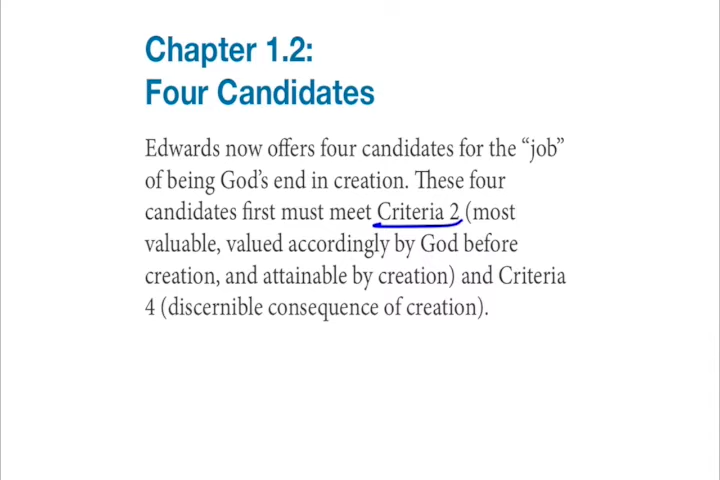 Chapter 1.2:
Four Candidates
Edwards now offers four candidates for the “job”
of being God’s end in creation. These four
candidates first must meet Criteria 2 (most
valuable, valued accordingly by God before
creation, and attainable by creation) and Criteria
4 (discernible consequence of creation).